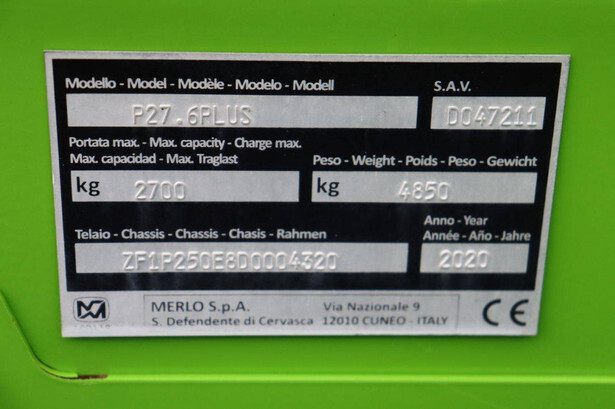 Modello - Model - Modèle - Modelo - Modell S.A.V.
P27.6PLUS D047211
Portata max. - Max. capacity - Charge max.
Max. capacidad - Max. Traglast Peso - Weight - Poids - Peso - Gewicht
kg 2700 kg 4850
Telaio - Chassis - Chassis - Chasis - Rahmen Anno - Year
Année - Año - Jahre
ZF1P250E8D0004320 2020
MERLO S.p.A. Via Nazionale 9
S. Defendente di Cervasca 12010 CUNEO - ITALY
CE